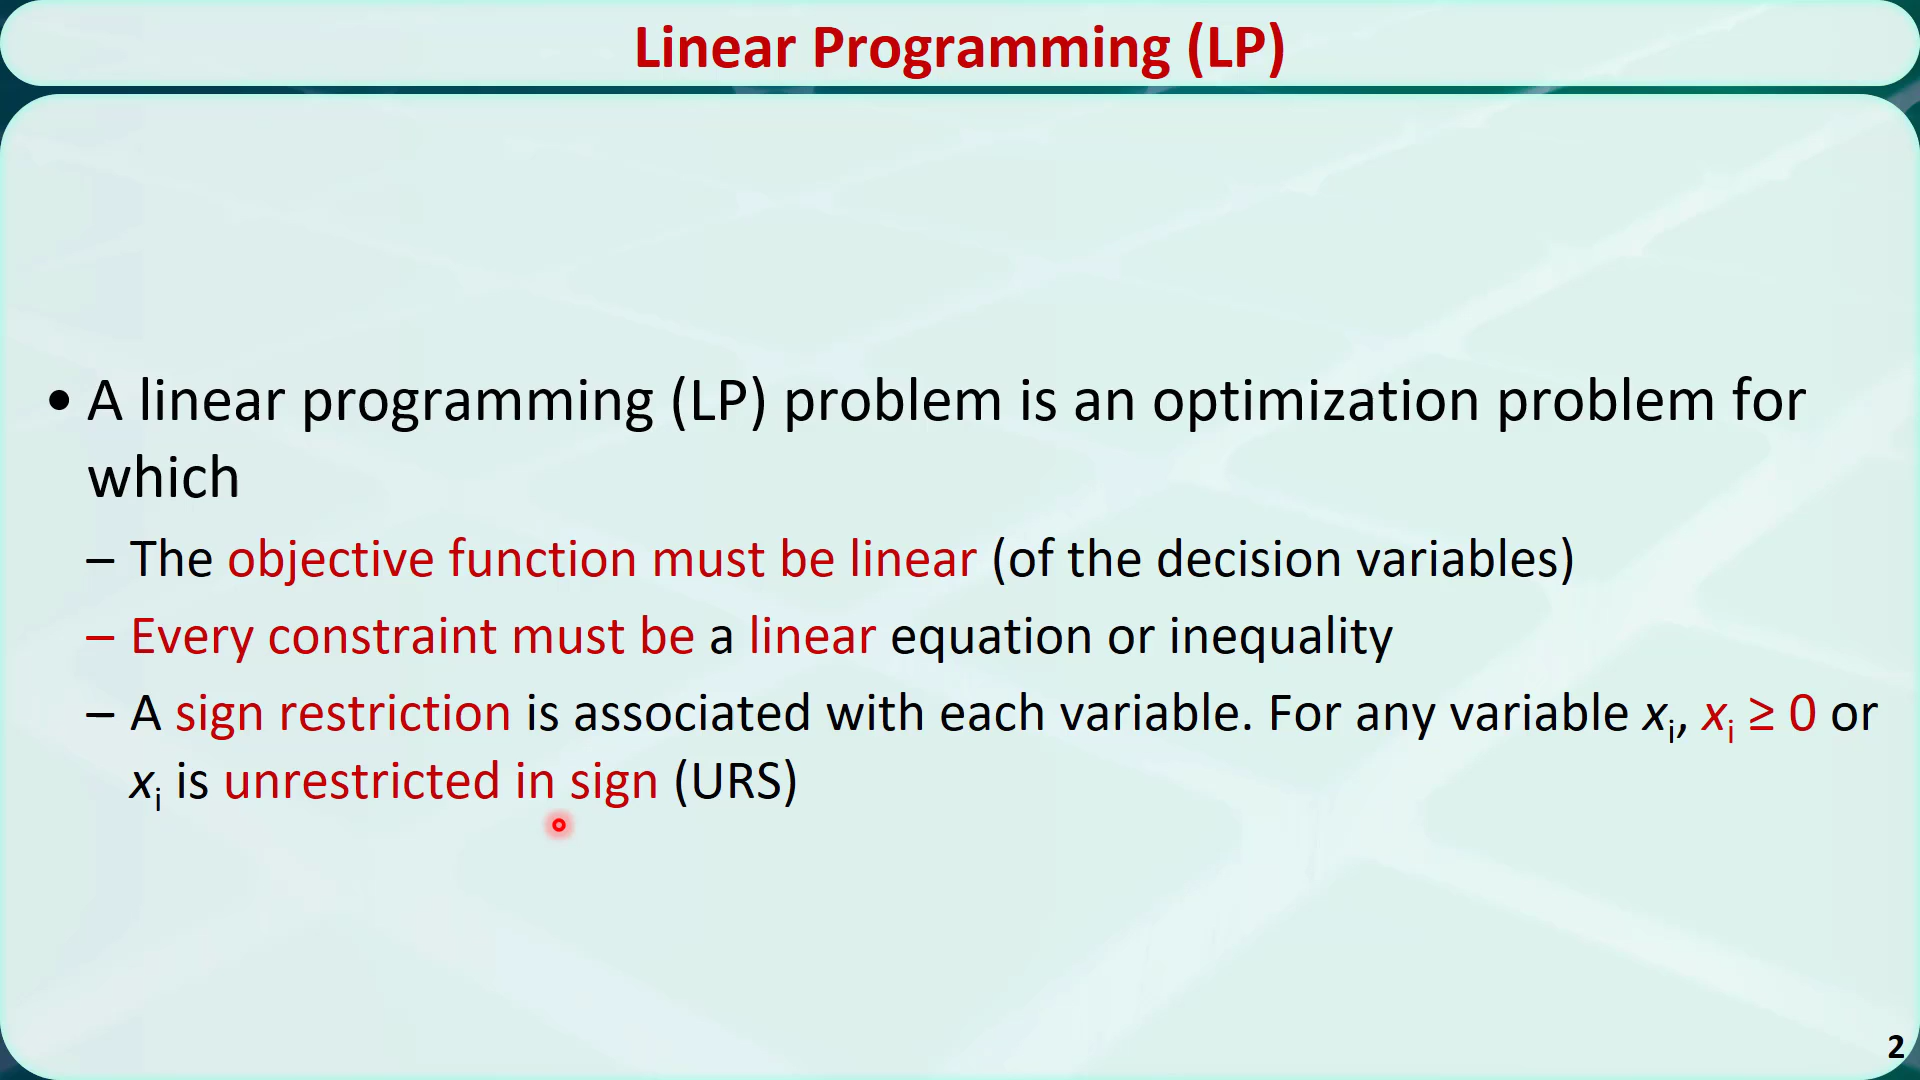 Linear Programming (LP)
• A linear programming (LP) problem is an optimization problem for
which
– The objective function must be linear (of the decision variables)
– Every constraint must be a linear equation or inequality
– A sign restriction is associated with each variable. For any variable xᵢ, xᵢ ≥ 0 or
xᵢ is unrestricted in sign (URS)
2